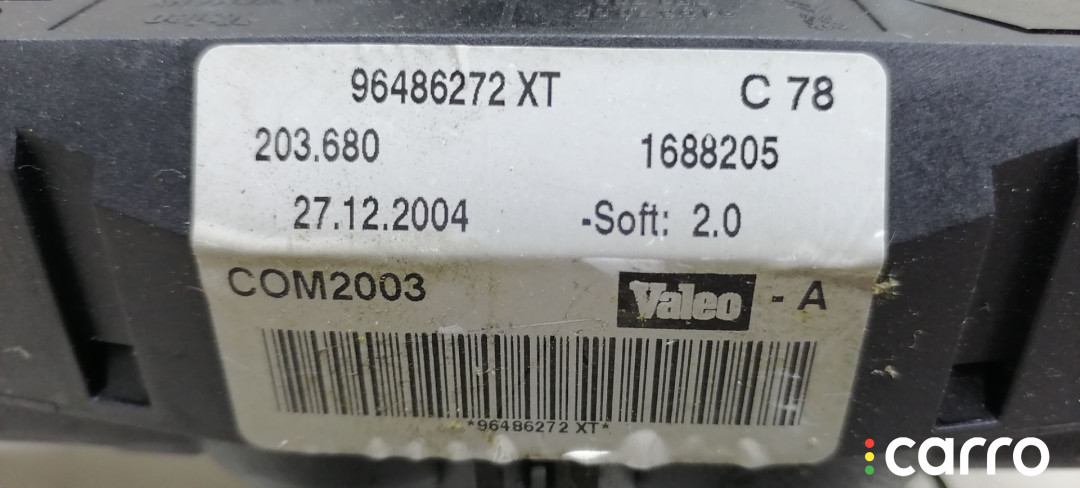 96486272 XT C 78
203.680 1688205
27.12.2004 -Soft: 2.0
COM2003 Valeo - A
*96486272 XT*
carro